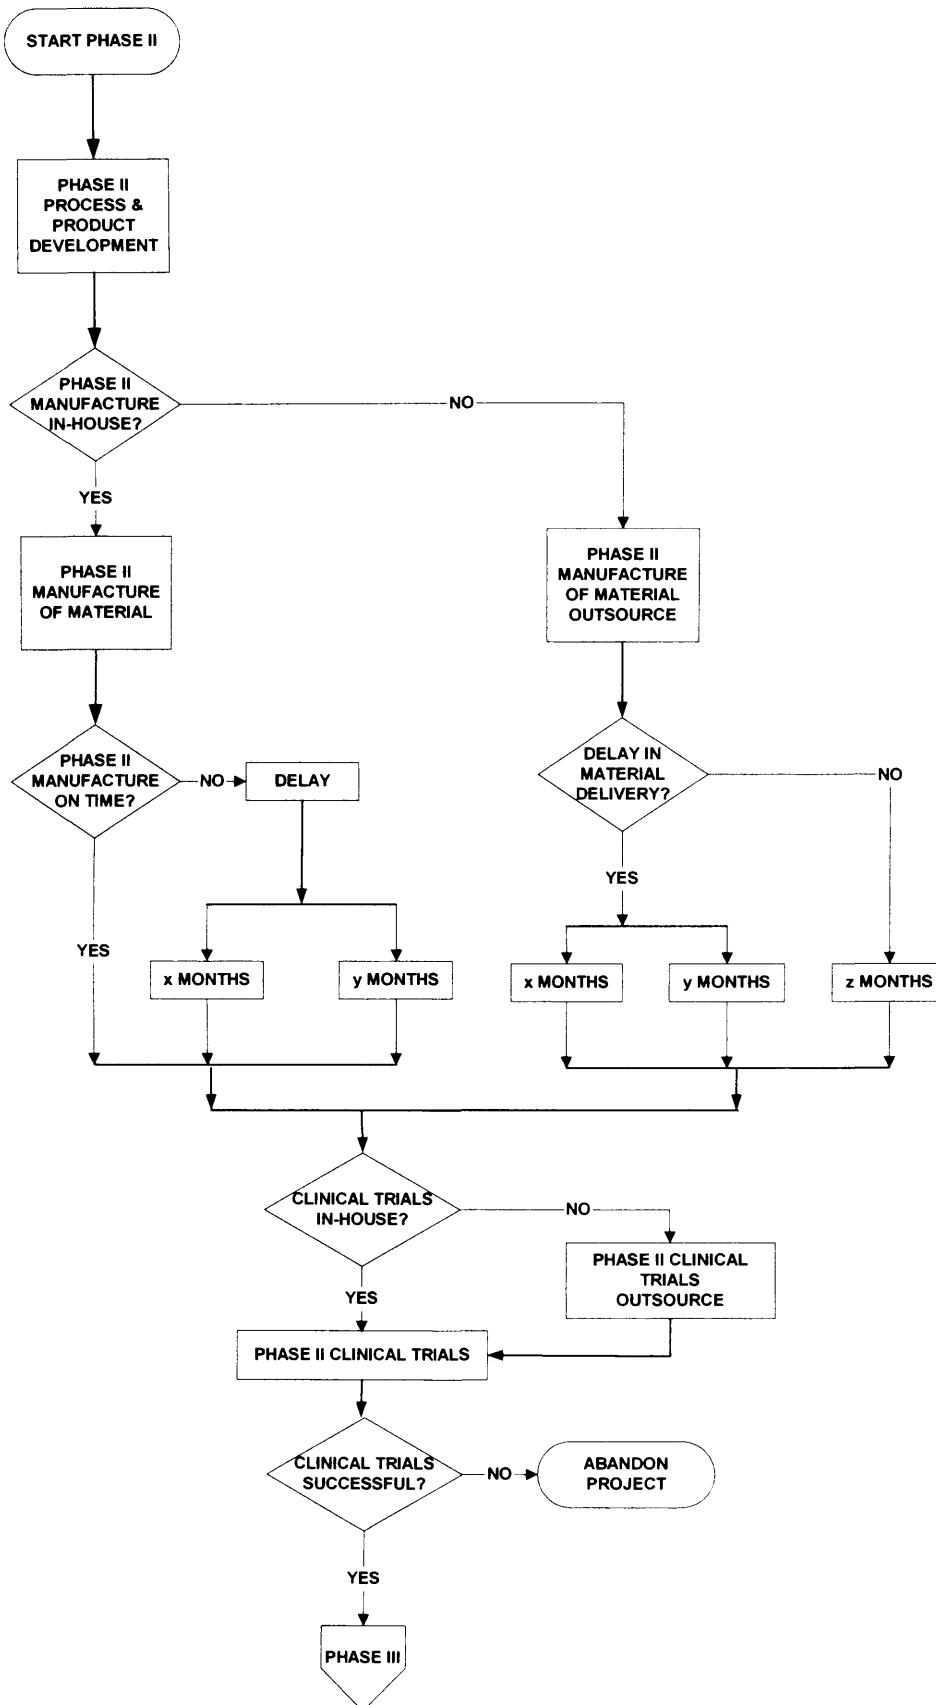 START PHASE II
PHASE II
PROCESS &
PRODUCT
DEVELOPMENT
PHASE II
MANUFACTURE
IN-HOUSE?
NO
YES
PHASE II
MANUFACTURE
OF MATERIAL
PHASE II
MANUFACTURE
OF MATERIAL
OUTSOURCE
PHASE II
MANUFACTURE
ON TIME?
NO
DELAY
DELAY IN
MATERIAL
DELIVERY?
NO
YES
YES
x MONTHS
y MONTHS
x MONTHS
y MONTHS
z MONTHS
CLINICAL TRIALS
IN-HOUSE?
NO
PHASE II CLINICAL
TRIALS
OUTSOURCE
YES
PHASE II CLINICAL TRIALS
CLINICAL TRIALS
SUCCESSFUL?
NO
ABANDON
PROJECT
YES
PHASE III